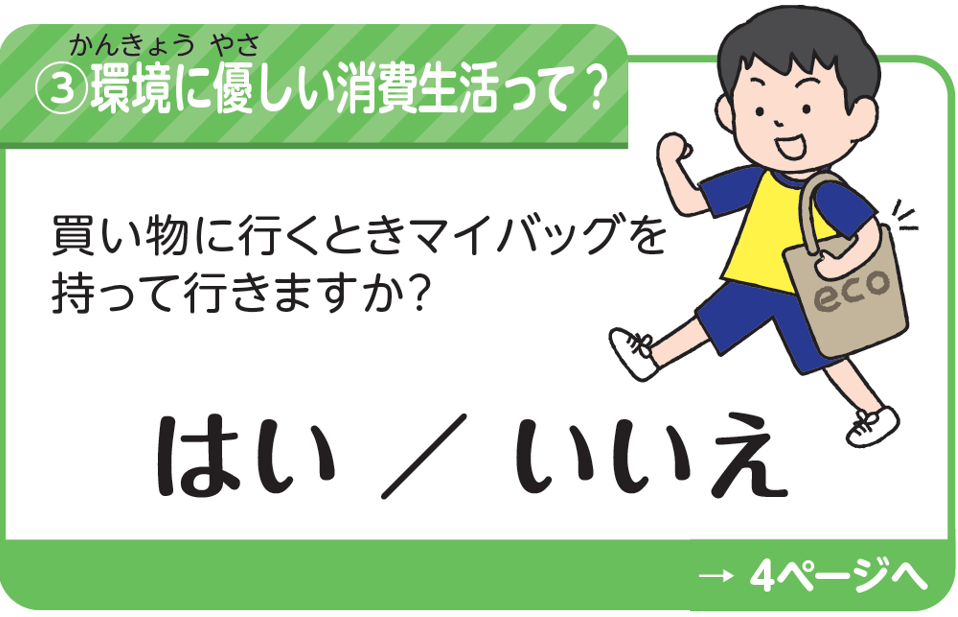 かんきょう やさ
③環境に優しい消費生活って？
買い物に行くときマイバッグを
持って行きますか？
eco
はい ／ いいえ
→ 4ページへ